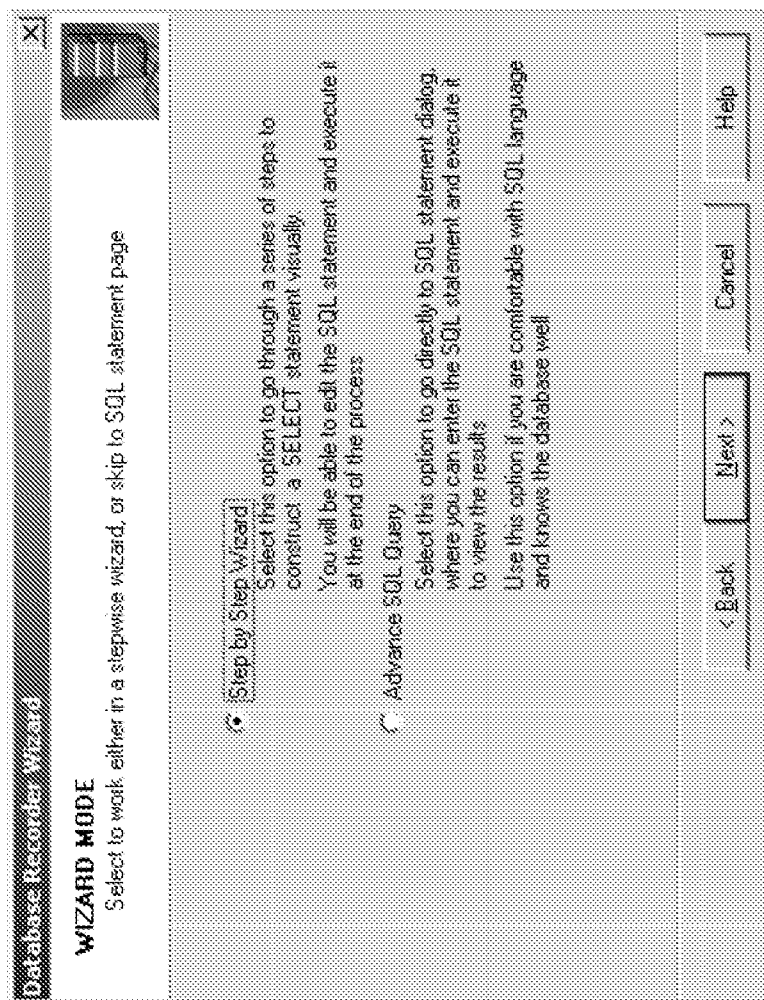 Database Recorder Wizard
WIZARD MODE
Select to work either in a stepwise wizard, or skip to SQL statement page
Step by Step Wizard
Select this option to go through a series of steps to
construct a SELECT statement visually.
You will be able to edit the SQL statement and execute it
at the end of the process
Advance SQL Query
Select this option to go directly to SQL statement dialog,
where you can enter the SQL statement and execute it
to view the results
Use this option if you are comfortable with SQL language
and knows the database well
< Back
Next >
Cancel
Help